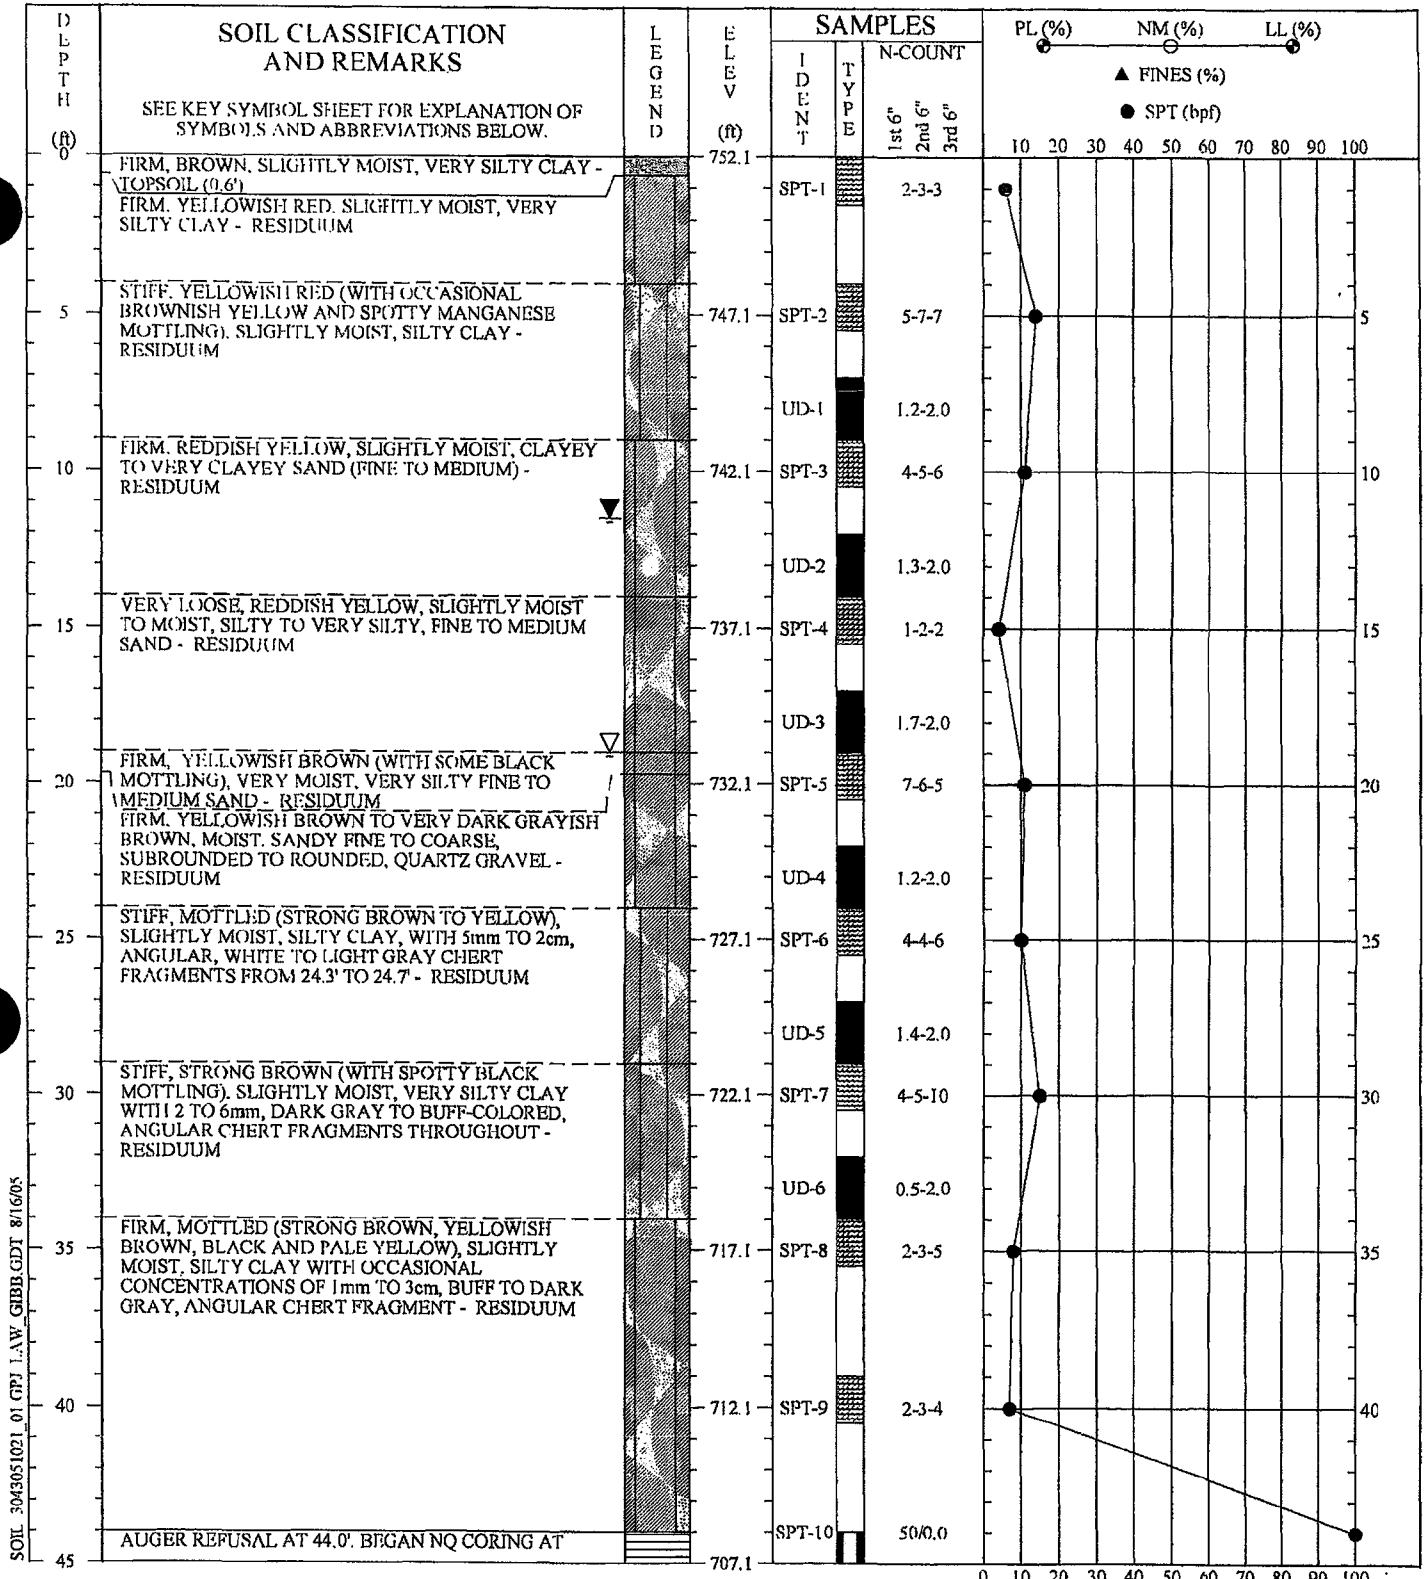 DEPTH
(ft)
SOIL CLASSIFICATION
AND REMARKS
SEE KEY SYMBOL SHEET FOR EXPLANATION OF
SYMBOLS AND ABBREVIATIONS BELOW.
LEGEND
ELEV
(ft)
SAMPLES
IDENT
TYPE
N-COUNT
1st 6"
2nd 6"
3rd 6"
PL (%)
NM (%)
LL (%)
▲ FINES (%)
● SPT (bpf)
10 20 30 40 50 60 70 80 90 100
0
FIRM, BROWN, SLIGHTLY MOIST, VERY SILTY CLAY -
TOPSOIL (0.6')
FIRM. YELLOWISH RED. SLIGHTLY MOIST, VERY
SILTY CLAY - RESIDUUM
752.1
SPT-1
2-3-3
STIFF. YELLOWISH RED (WITH OCCASIONAL
BROWNISH YELLOW AND SPOTTY MANGANESE
MOTTLING). SLIGHTLY MOIST, SILTY CLAY -
RESIDUUM
5
747.1
SPT-2
5-7-7
5
UD-1
1.2-2.0
FIRM. REDDISH YELLOW, SLIGHTLY MOIST, CLAYEY
TO VERY CLAYEY SAND (FINE TO MEDIUM) -
RESIDUUM
10
742.1
SPT-3
4-5-6
10
UD-2
1.3-2.0
VERY LOOSE, REDDISH YELLOW, SLIGHTLY MOIST
TO MOIST, SILTY TO VERY SILTY, FINE TO MEDIUM
SAND - RESIDUUM
15
737.1
SPT-4
1-2-2
15
UD-3
1.7-2.0
FIRM, YELLOWISH BROWN (WITH SOME BLACK
MOTTLING), VERY MOIST, VERY SILTY FINE TO
MEDIUM SAND - RESIDUUM
20
732.1
SPT-5
7-6-5
20
FIRM. YELLOWISH BROWN TO VERY DARK GRAYISH
BROWN, MOIST. SANDY FINE TO COARSE,
SUBROUNDED TO ROUNDED, QUARTZ GRAVEL -
RESIDUUM
UD-4
1.2-2.0
STIFF, MOTTLED (STRONG BROWN TO YELLOW),
SLIGHTLY MOIST, SILTY CLAY, WITH 5mm TO 2cm,
ANGULAR, WHITE TO LIGHT GRAY CHERT
FRAGMENTS FROM 24.3' TO 24.7' - RESIDUUM
25
727.1
SPT-6
4-4-6
25
UD-5
1.4-2.0
STIFF, STRONG BROWN (WITH SPOTTY BLACK
MOTTLING). SLIGHTLY MOIST, VERY SILTY CLAY
WITH 2 TO 6mm, DARK GRAY TO BUFF-COLORED,
ANGULAR CHERT FRAGMENTS THROUGHOUT -
RESIDUUM
30
722.1
SPT-7
4-5-10
30
UD-6
0.5-2.0
FIRM, MOTTLED (STRONG BROWN, YELLOWISH
BROWN, BLACK AND PALE YELLOW), SLIGHTLY
MOIST, SILTY CLAY WITH OCCASIONAL
CONCENTRATIONS OF 1mm TO 3cm, BUFF TO DARK
GRAY, ANGULAR CHERT FRAGMENT - RESIDUUM
35
717.1
SPT-8
2-3-5
35
40
712.1
SPT-9
2-3-4
40
AUGER REFUSAL AT 44.0'. BEGAN NQ CORING AT
SPT-10
50/0.0
45
707.1
0 10 20 30 40 50 60 70 80 90 100
SOIL 3043051021_01.GPJ LAW_GIBB.GDT 8/16/05